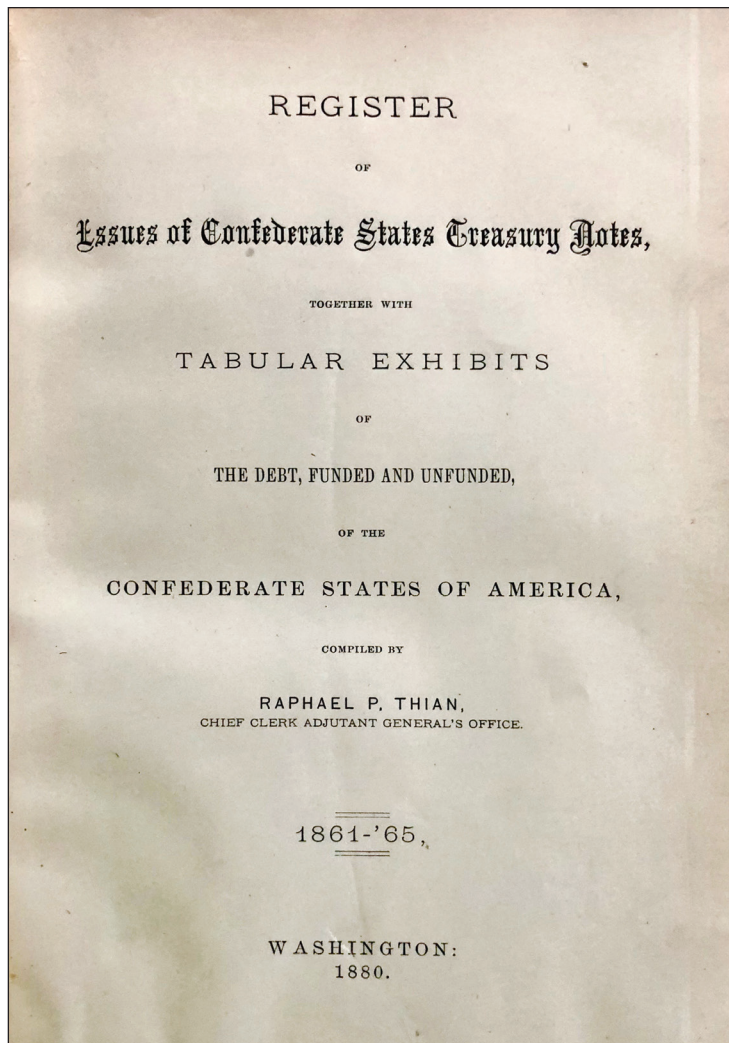 REGISTER
OF
Issues of Confederate States Treasury Notes,
TOGETHER WITH
TABULAR EXHIBITS
OF
THE DEBT, FUNDED AND UNFUNDED,
OF THE
CONFEDERATE STATES OF AMERICA,
COMPILED BY
RAPHAEL P. THIAN,
CHIEF CLERK ADJUTANT GENERAL'S OFFICE.
1861-'65,
WASHINGTON:
1880.